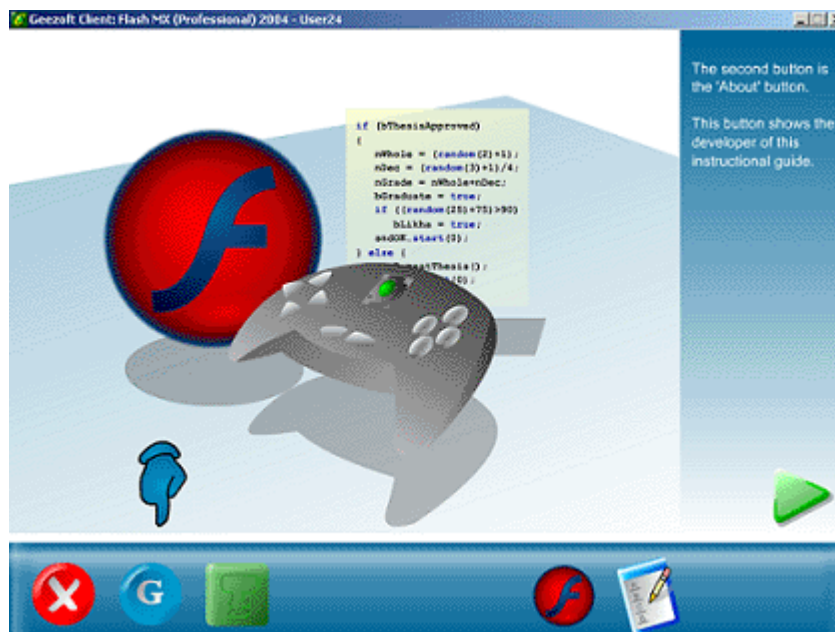 Geezoft Client: Flash MX (Professional) 2004 - User24
The second button is
the 'About' button.
This button shows the
developer of this
instructional guide.
if (bThesisApproved)
{
nWhole = (random(2)+1);
nDec = (random(3)+1)/4;
nGrade = nWhole+nDec;
bGraduate = true;
if ((random(25)+75)>90)
bLikha = true;
sndOK.start(0);
} else {
G